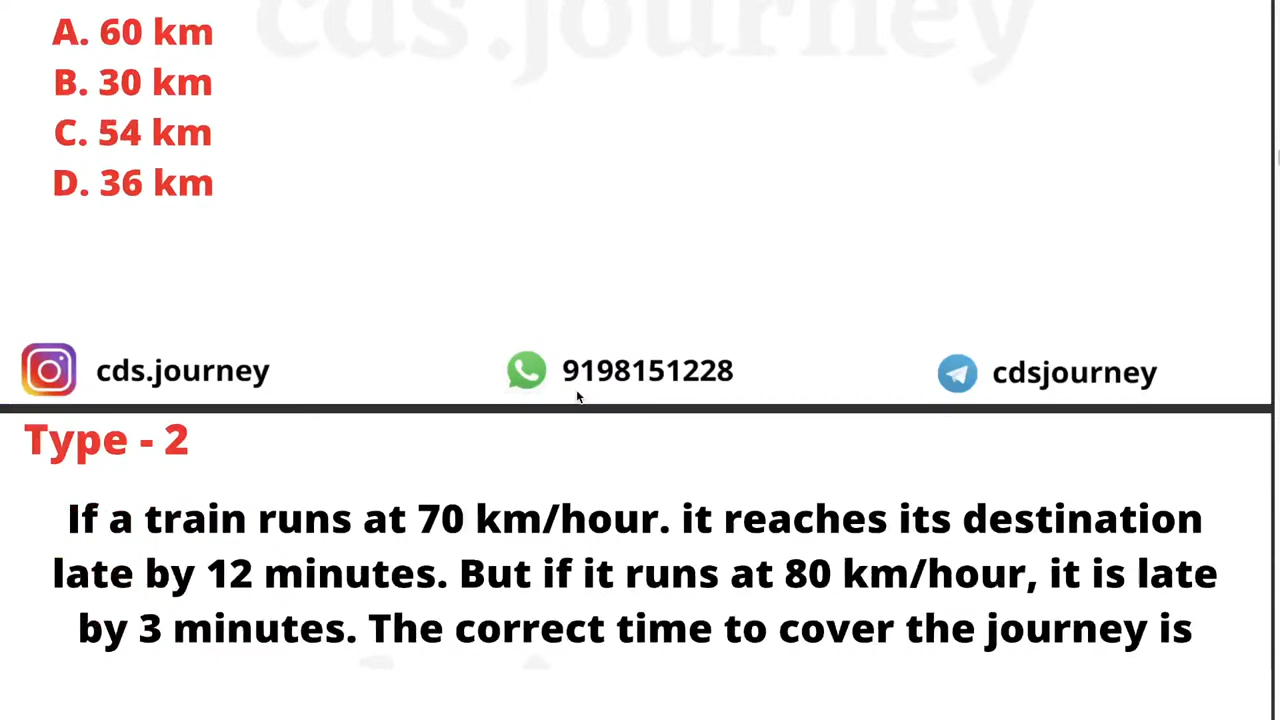 cds.journey
A. 60 km
B. 30 km
C. 54 km
D. 36 km
cds.journey
9198151228
cdsjourney
Type - 2
If a train runs at 70 km/hour. it reaches its destination
late by 12 minutes. But if it runs at 80 km/hour, it is late
by 3 minutes. The correct time to cover the journey is